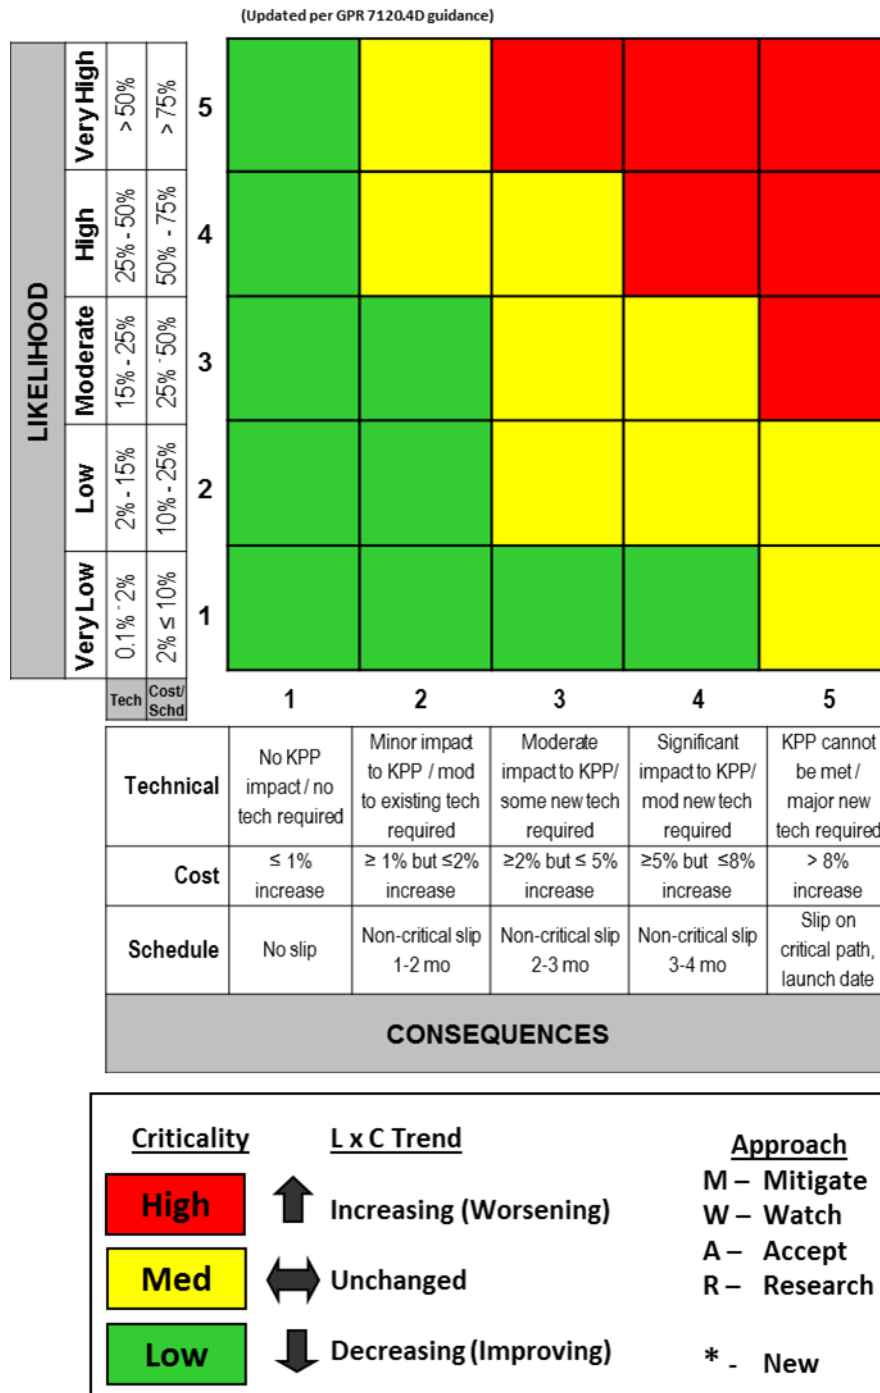 (Updated per GPR 7120.4D guidance)
LIKELIHOOD
Very High
> 50%
> 75%
5
High
25% - 50%
50% - 75%
4
Moderate
15% - 25%
25% - 50%
3
Low
2% - 15%
10% - 25%
2
Very Low
0.1% - 2%
2% ≤ 10%
1
Tech
Cost/
Schd
1
2
3
4
5
Technical
No KPP
impact / no
tech required
Minor impact
to KPP / mod
to existing tech
required
Moderate
impact to KPP/
some new tech
required
Significant
impact to KPP/
mod new tech
required
KPP cannot
be met /
major new
tech required
Cost
≤ 1%
increase
≥ 1% but ≤2%
increase
≥2% but ≤ 5%
increase
≥5% but ≤8%
increase
> 8%
increase
Schedule
No slip
Non-critical slip
1-2 mo
Non-critical slip
2-3 mo
Non-critical slip
3-4 mo
Slip on
critical path,
launch date
CONSEQUENCES
Criticality
High
Med
Low
L x C Trend
Increasing (Worsening)
Unchanged
Decreasing (Improving)
Approach
M – Mitigate
W – Watch
A – Accept
R – Research
* - New